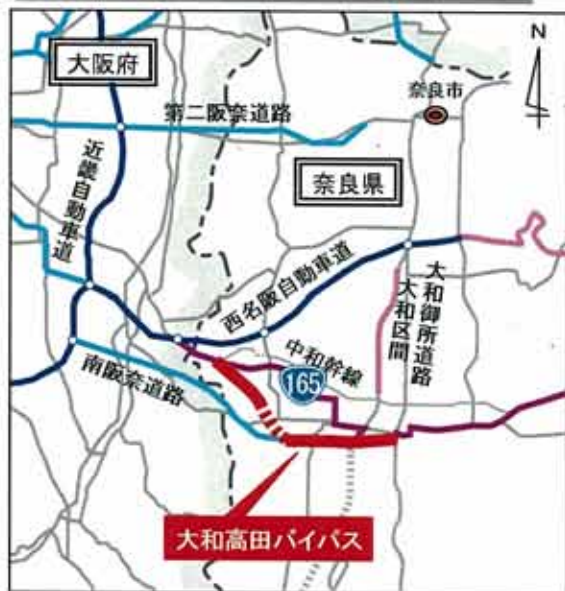 N
大阪府
奈良市
第二阪奈道路
奈良県
近畿自動車道
西名阪自動車道
大和御所道路
大和区間
中和幹線
165
南阪奈道路
大和高田バイパス